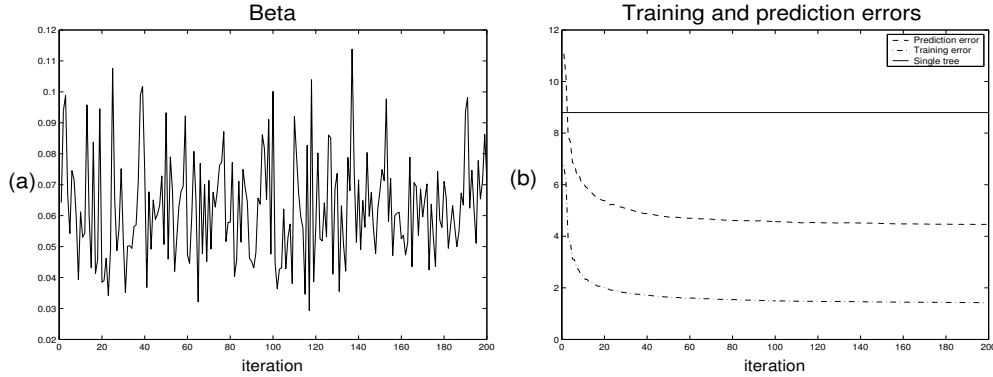 Beta
(a)
0.12
0.11
0.1
0.09
0.08
0.07
0.06
0.05
0.04
0.03
0.02
0 20 40 60 80 100 120 140 160 180 200
iteration
Training and prediction errors
(b)
12
10
8
6
4
2
0
Prediction error
Training error
Single tree
0 20 40 60 80 100 120 140 160 180 200
iteration